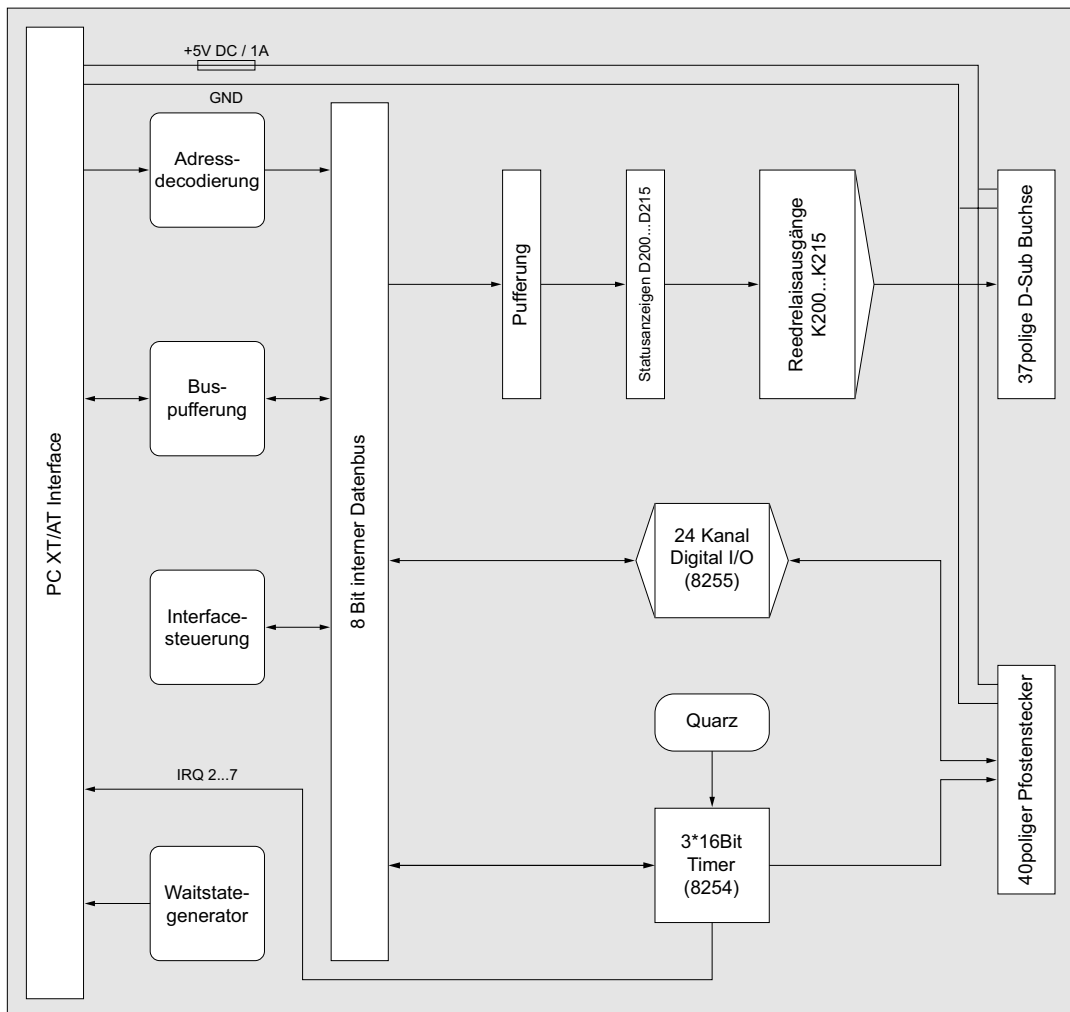 +5V DC / 1A
GND
PC XT/AT Interface
Adress-
decodierung
Bus-
pufferung
Interface-
steuerung
IRQ 2...7
Waitstate-
generator
8 Bit interner Datenbus
Pufferung
Statusanzeigen D200...D215
Reedrelaisausgänge
K200...K215
37polige D-Sub Buchse
24 Kanal
Digital I/O
(8255)
Quarz
3*16Bit
Timer
(8254)
40poliger Pfostenstecker